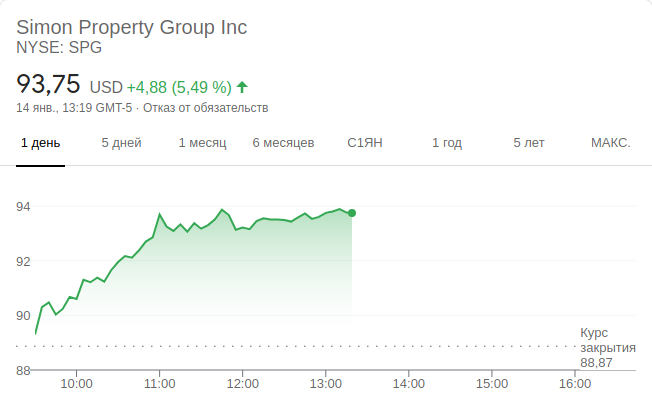 Simon Property Group Inc
NYSE: SPG
93,75 USD +4,88 (5,49 %)
14 янв., 13:19 GMT-5 · Отказ от обязательств
1 день 5 дней 1 месяц 6 месяцев С1ЯН 1 год 5 лет МАКС.
94
92
90
Курс
закрытия
88,87
88
10:00 11:00 12:00 13:00 14:00 15:00 16:00